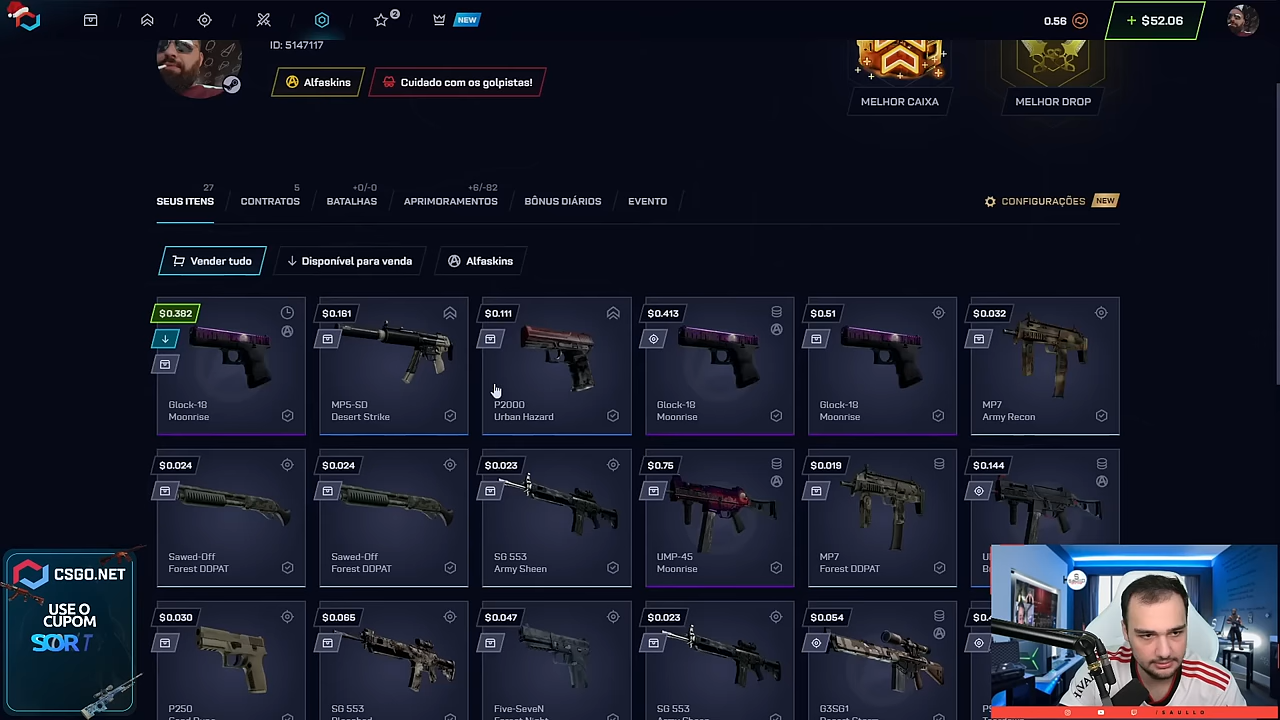 NEW
2
0.56
+ $52.06
ID: 5147117
Alfaskins
Cuidado com os golpistas!
MELHOR CAIXA
MELHOR DROP
27
5
+0/-0
+6/-82
SEUS ITENS
CONTRATOS
BATALHAS
APRIMORAMENTOS
BÔNUS DIÁRIOS
EVENTO
CONFIGURAÇÕES NEW
Vender tudo
Disponível para venda
Alfaskins
$0.382
$0.161
$0.111
$0.413
$0.51
$0.032
Glock-18
Moonrise
MP5-SD
Desert Strike
P2000
Urban Hazard
Glock-18
Moonrise
Glock-18
Moonrise
MP7
Army Recon
$0.024
$0.024
$0.023
$0.75
$0.019
$0.144
Sawed-Off
Forest DDPAT
Sawed-Off
Forest DDPAT
SG 553
Army Sheen
UMP-45
Moonrise
MP7
Forest DDPAT
$0.030
$0.065
$0.047
$0.023
$0.054
P250
SG 553
Five-SeveN
SG 553
G3SG1
CSGO.NET
USE O
CUPOM